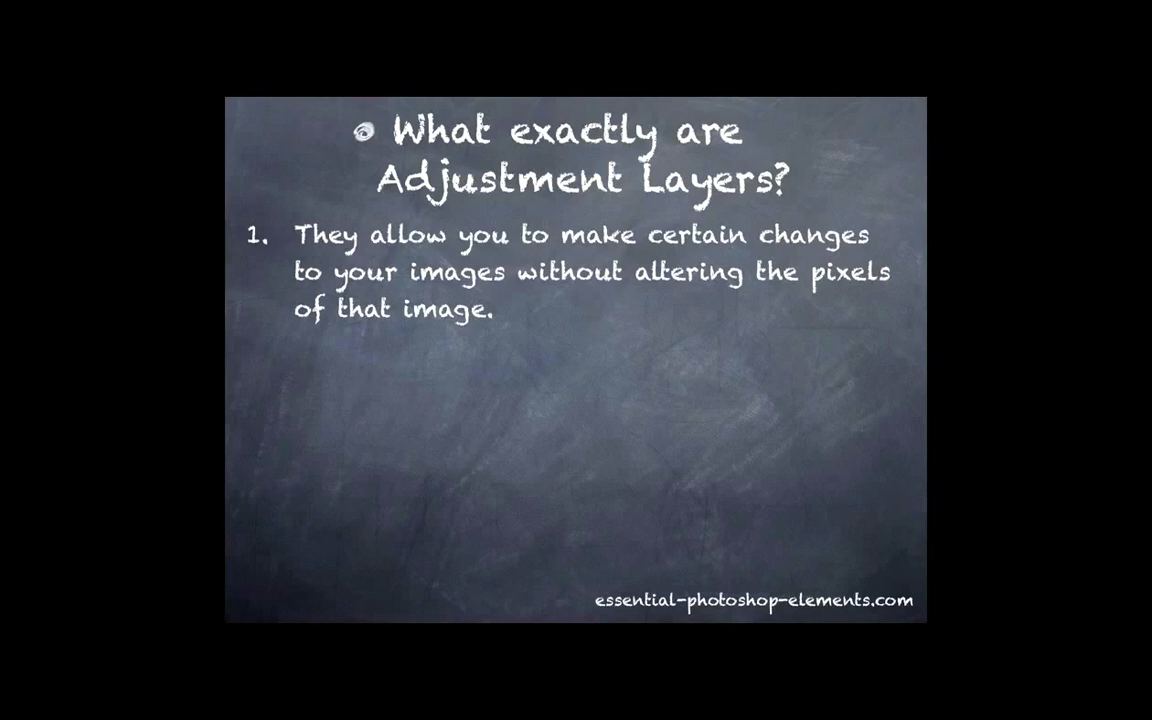 What exactly are
Adjustment Layers?
1. They allow you to make certain changes
to your images without altering the pixels
of that image.
essential-photoshop-elements.com